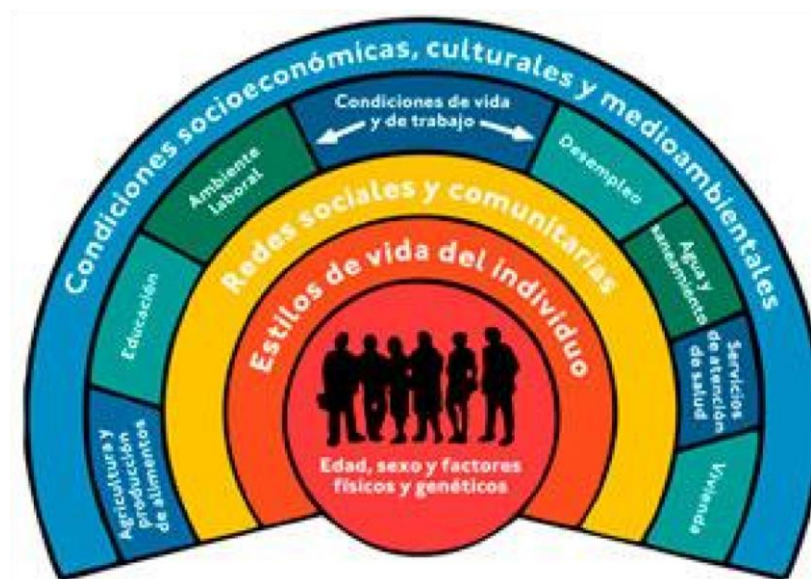 Condiciones socioeconómicas, culturales y medioambientales
Condiciones de vida
y de trabajo
Ambiente
laboral
Educación
Agricultura y
producción
de alimentos
Desempleo
Agua y
saneamiento
Servicios
de atención
de salud
Vivienda
Redes sociales y comunitarias
Estilos de vida del individuo
Edad, sexo y factores
físicos y genéticos